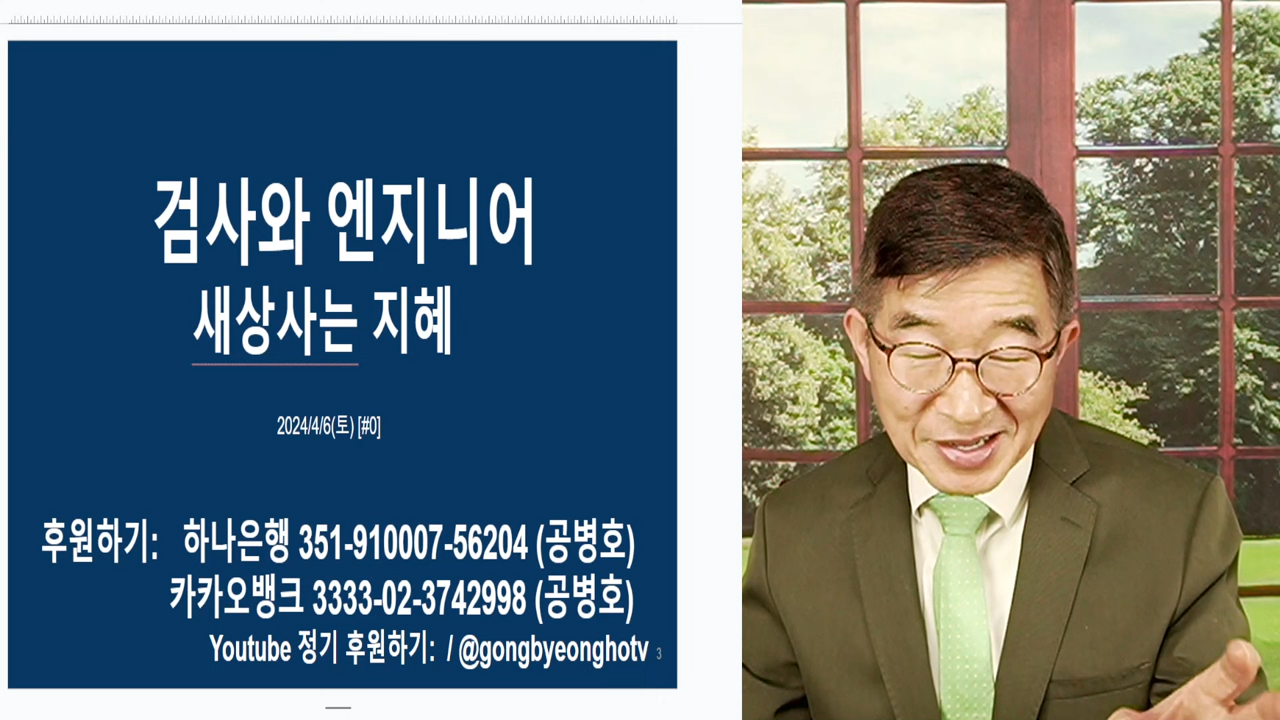 검사와 엔지니어
새상사는 지혜
2024/4/6(토) [#0]
후원하기: 하나은행 351-910007-56204 (공병호)
카카오뱅크 3333-02-3742998 (공병호)
Youtube 정기 후원하기: / @gongbyeonghotv
3